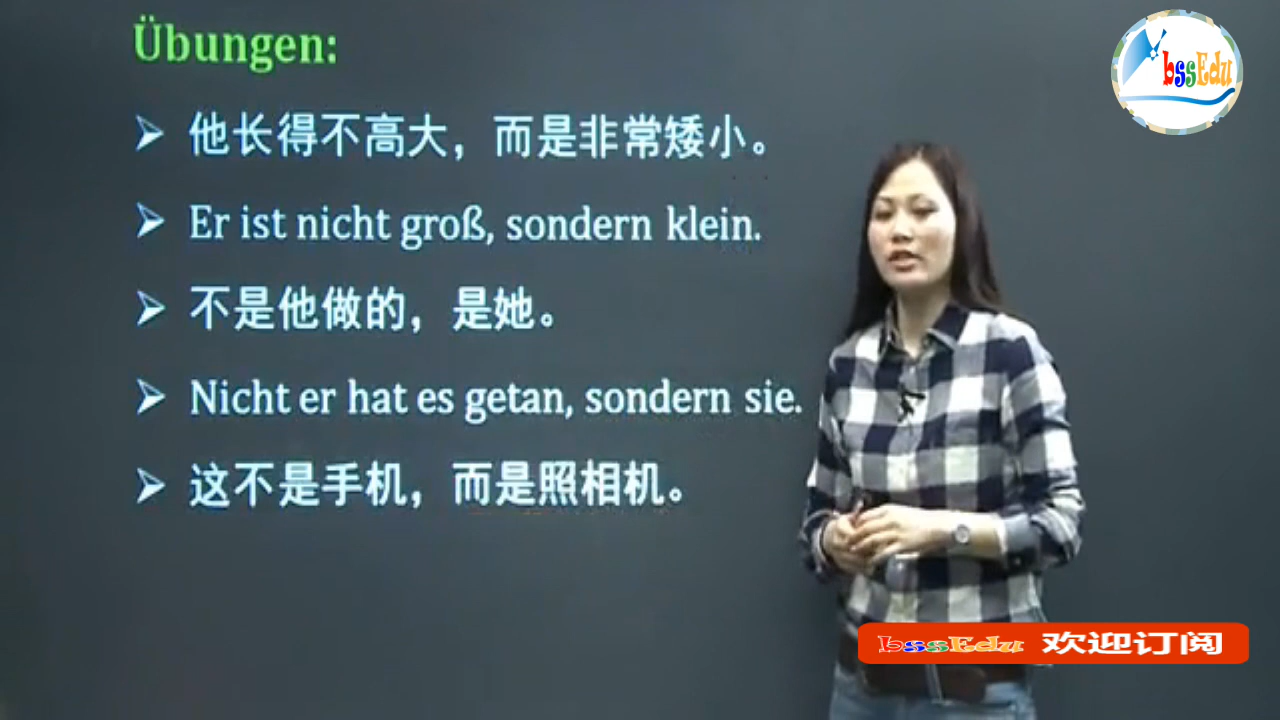 Übungen:
bssEdu
➢ 他长得不高大，而是非常矮小。
➢ Er ist nicht groß, sondern klein.
➢ 不是他做的，是她。
➢ Nicht er hat es getan, sondern sie.
➢ 这不是手机，而是照相机。
bssEdu 欢迎订阅